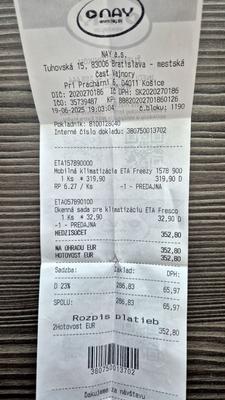 NAY
www.nay.sk
NAY a.s.
Tuhovská 15, 83006 Bratislava - mestská
časť Vajnory
Pri Prachárni 6, 04011 Košice
DIČ: 2020270186 IČ DPH: SK2020270186
IČO: 35739487 KP: 88820202701860126
19-06-2025 19:03:04 č.bloku: 1190
Pokladník: 8100128040
Interné číslo dokladu: 380750013702
ETA157890000
Mobilná klimatizácia ETA Freezy 1578 900
1 Ks * 319,90 319,90 D
RP 6.27 / Ks -1 - PREDAJNA
ETA057890100
Okenná sada pre klimatizáciu ETA Fresco
1 Ks * 32,90 32,90 D
-1 - PREDAJNA
MEDZISÚČET 352,80
NA ÚHRADU EUR 352,80
HOTOVOSŤ EUR 352,80
Sadzba: Základ: DPH:
D 23% 286,83 65,97
SPOLU: 286,83 65,97
Rozpis platieb
2Hotovosť EUR 352,80
380750013702
Ďakujeme za návštevu